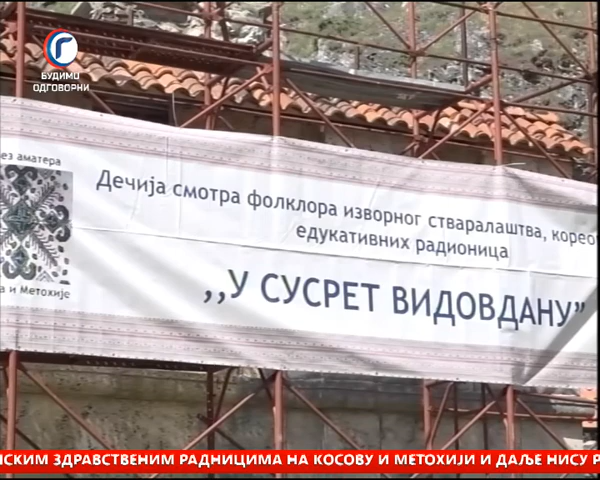 БУДИМО
ОДГОВОРНИ
ез аматера
а и Метохије
Дечија смотра фолклора изворног стваралаштва, корео
едукативних радионица
,,У СУСРЕТ ВИДОВДАНУ”
ИСКИМ ЗДРАВСТВЕНИМ РАДНИЦИМА НА КОСОВУ И МЕТОХИЈИ И ДАЉЕ НИСУ Р